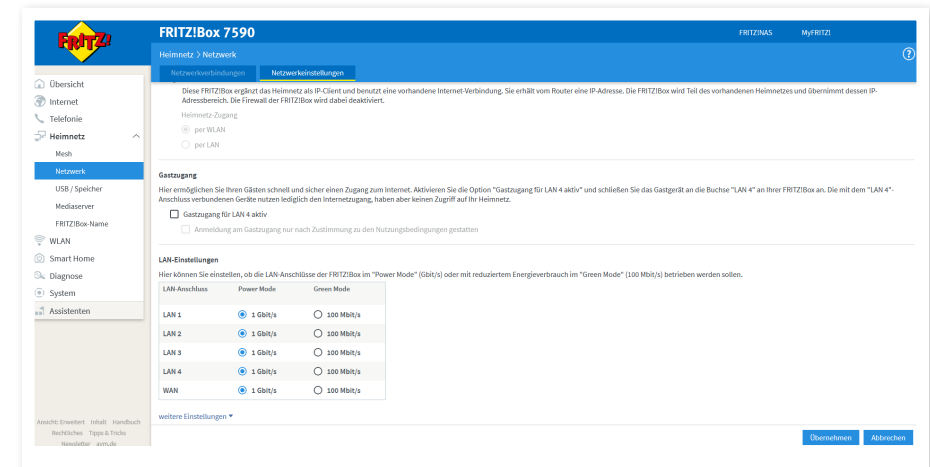 FRITZ!
FRITZ!Box 7590
FRITZ!NAS MyFRITZ!
Heimnetz > Netzwerk
?
Netzwerkverbindungen Netzwerkeinstellungen
Übersicht
Internet
Telefonie
Heimnetz
Mesh
Netzwerk
USB / Speicher
Mediaserver
FRITZ!Box-Name
WLAN
Smart Home
Diagnose
System
Assistenten
Ansicht: Erweitert Inhalt Handbuch
Rechtliches Tipps & Tricks
Newsletter avm.de
Diese FRITZ!Box ergänzt das Heimnetz als IP-Client und benutzt eine vorhandene Internet-Verbindung. Sie erhält vom Router eine IP-Adresse. Die FRITZ!Box wird Teil des vorhandenen Heimnetzes und übernimmt dessen IP-
Adressbereich. Die Firewall der FRITZ!Box wird dabei deaktiviert.
Heimnetz-Zugang
per WLAN
per LAN
Gastzugang
Hier ermöglichen Sie Ihren Gästen schnell und sicher einen Zugang zum Internet. Aktivieren Sie die Option "Gastzugang für LAN 4 aktiv" und schließen Sie das Gastgerät an die Buchse "LAN 4" an Ihrer FRITZ!Box an. Die mit dem "LAN 4"-
Anschluss verbundenen Geräte nutzen lediglich den Internetzugang, haben aber keinen Zugriff auf Ihr Heimnetz.
Gastzugang für LAN 4 aktiv
Anmeldung am Gastzugang nur nach Zustimmung zu den Nutzungsbedingungen gestatten
LAN-Einstellungen
Hier können Sie einstellen, ob die LAN-Anschlüsse der FRITZ!Box im "Power Mode" (Gbit/s) oder mit reduziertem Energieverbrauch im "Green Mode" (100 Mbit/s) betrieben werden sollen.
LAN-Anschluss Power Mode Green Mode
LAN 1 1 Gbit/s 100 Mbit/s
LAN 2 1 Gbit/s 100 Mbit/s
LAN 3 1 Gbit/s 100 Mbit/s
LAN 4 1 Gbit/s 100 Mbit/s
WAN 1 Gbit/s 100 Mbit/s
weitere Einstellungen
Übernehmen Abbrechen